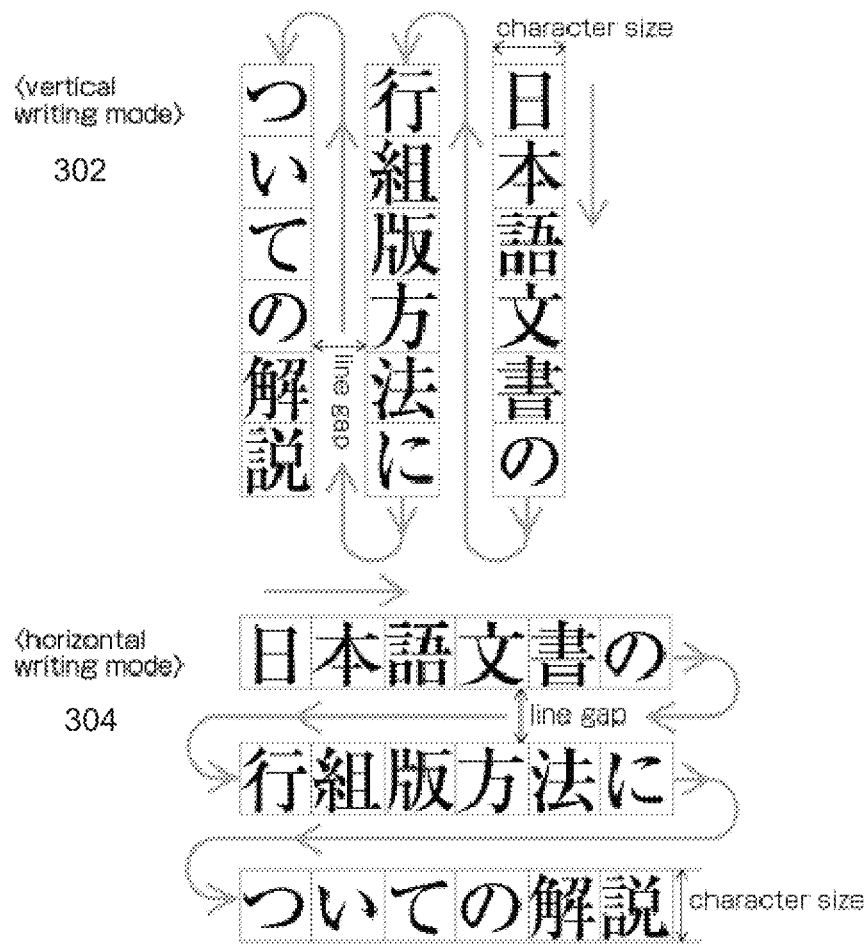 character size
〈vertical
writing mode〉
302
日本語文書の
行組版方法に
ついての解説
line gap
〈horizontal
writing mode〉
304
日本語文書の
line gap
行組版方法に
ついての解説
character size